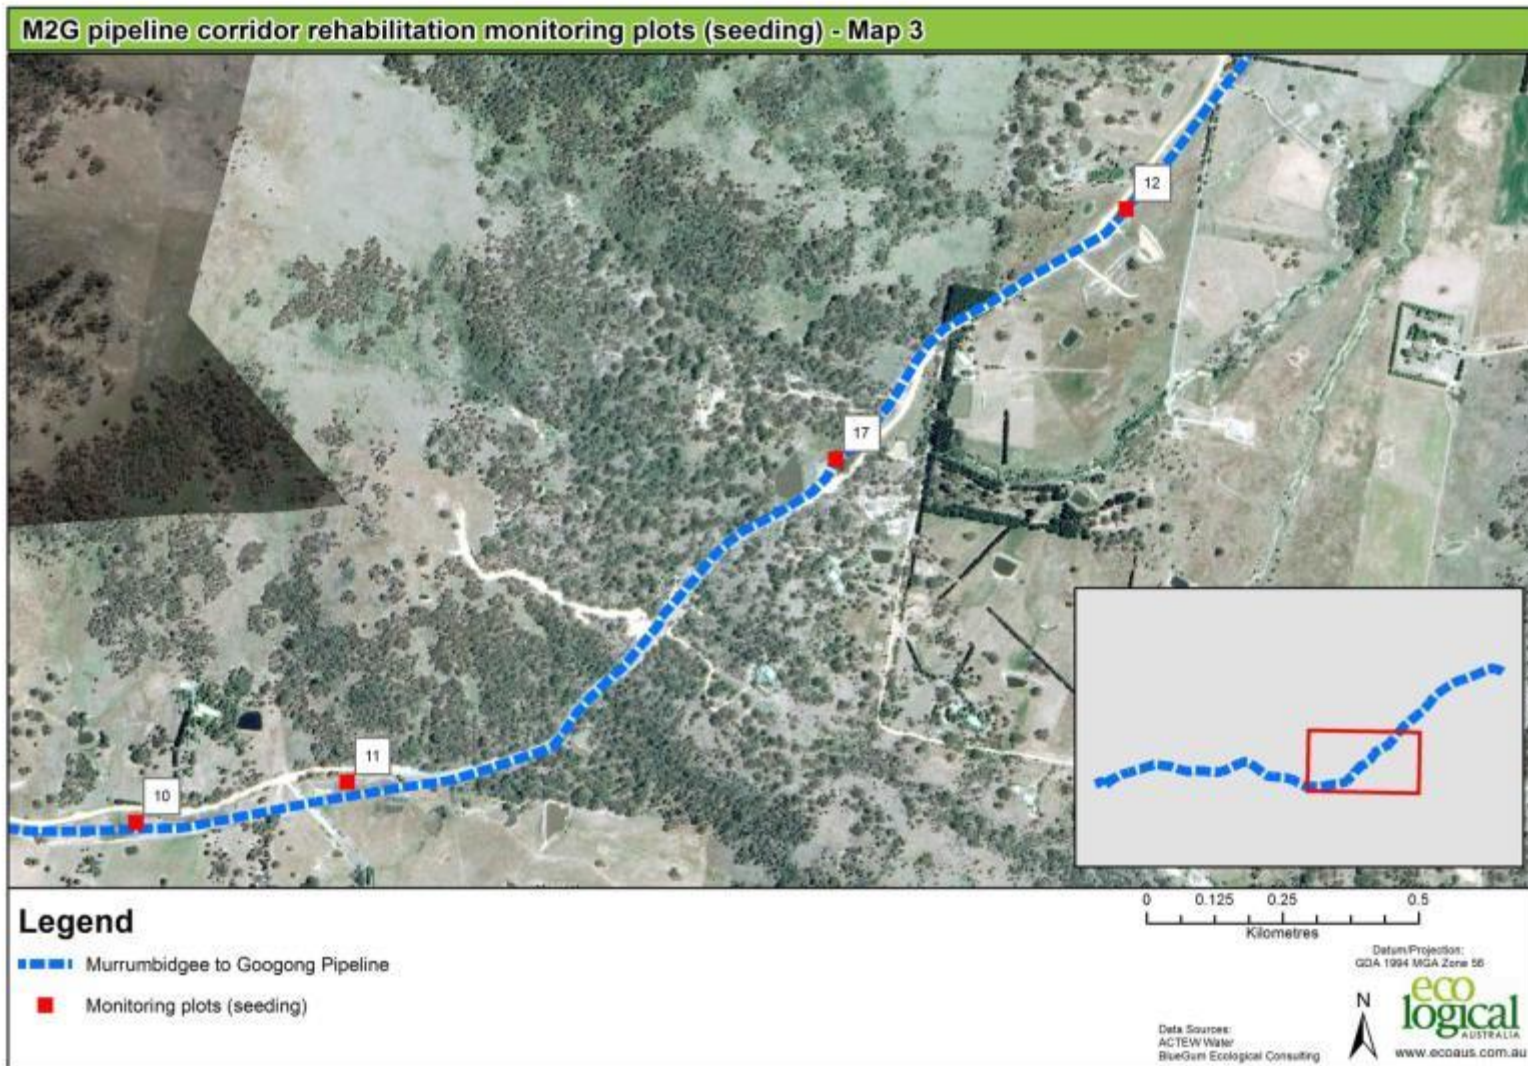 M2G pipeline corridor rehabilitation monitoring plots (seeding) - Map 3
12
17
11
10
Legend
Murrumbidgee to Googong Pipeline
Monitoring plots (seeding)
0 0.125 0.25 0.5
Kilometres
Datum/Projection:
GDA 1994 MGA Zone 56
N
eco
logical
AUSTRALIA
www.ecoaus.com.au
Data Sources:
ACTEW Water
BlueGum Ecological Consulting